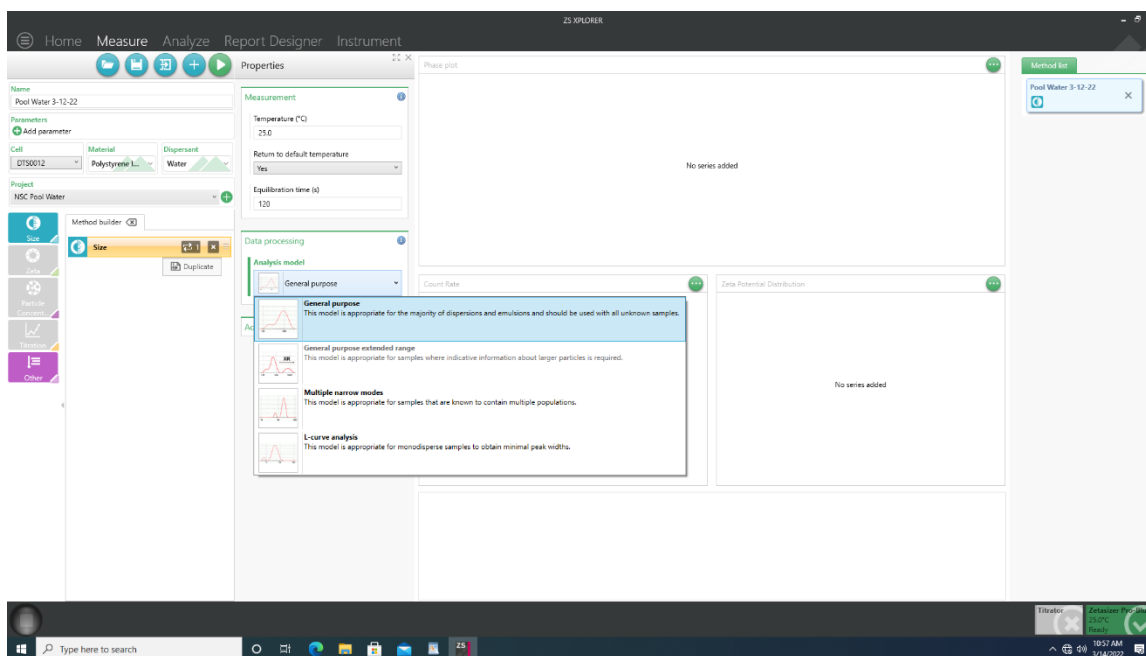 ZS XPLORER
Home Measure Analyze Report Designer Instrument
Name
Pool Water 3-12-22
Parameters
Add parameter
Cell Material Dispersant
DTS0012 Polystyrene l... Water
Project
NSC Pool Water
Size
Zeta
Particle
Concent...
Titration
Other
Method builder
Size 1
Duplicate
Properties
Measurement
Temperature (°C)
25.0
Return to default temperature
Yes
Equilibration time (s)
120
Data processing
Analysis model
General purpose
General purpose
This model is appropriate for the majority of dispersions and emulsions and should be used with all unknown samples.
General purpose extended range
This model is appropriate for samples where indicative information about larger particles is required.
Multiple narrow modes
This model is appropriate for samples that are known to contain multiple populations.
L-curve analysis
This model is appropriate for monodisperse samples to obtain minimal peak widths.
Phase plot
No series added
Count Rate
Zeta Potential Distribution
No series added
Method list
Pool Water 3-12-22
Titrator
Zetasizer Pro-Blu
25.0°C
Ready
Type here to search
ZS
10:57 AM
3/14/2022